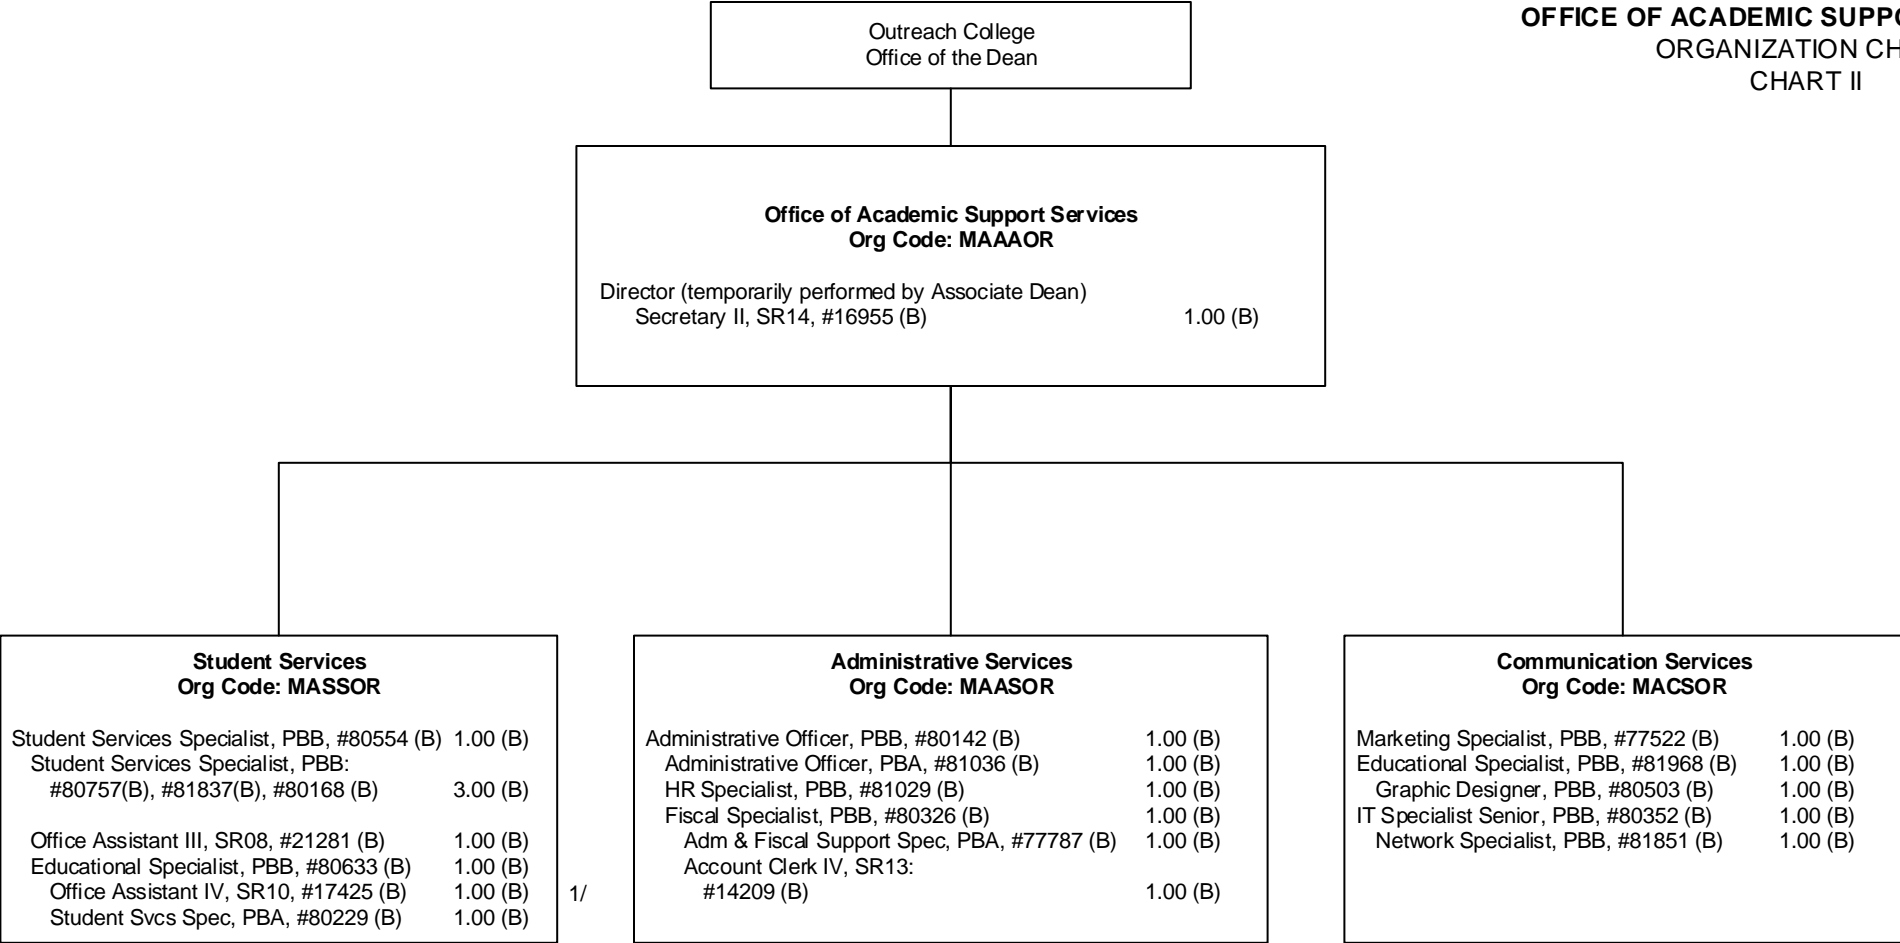 OFFICE OF ACADEMIC
ORGANIZATION
CHART II
Outreach College
Office of the Dean
Office of Academic Support Services
Org Code: MAAAOR
Director (temporarily performed by Associate Dean)
Secretary II, SR14, #16955 (B) 1.00 (B)
Student Services
Org Code: MASSOR
Student Services Specialist, PBB, #80554 (B) 1.00 (B)
Student Services Specialist, PBB:
#80757(B), #81837(B), #80168 (B) 3.00 (B)
Office Assistant III, SR08, #21281 (B) 1.00 (B)
Educational Specialist, PBB, #80633 (B) 1.00 (B)
Office Assistant IV, SR10, #17425 (B) 1.00 (B) 1/
Student Svcs Spec, PBA, #80229 (B) 1.00 (B)
Administrative Services
Org Code: MAASOR
Administrative Officer, PBB, #80142 (B) 1.00 (B)
Administrative Officer, PBA, #81036 (B) 1.00 (B)
HR Specialist, PBB, #81029 (B) 1.00 (B)
Fiscal Specialist, PBB, #80326 (B) 1.00 (B)
Adm & Fiscal Support Spec, PBA, #77787 (B) 1.00 (B)
Account Clerk IV, SR13:
#14209 (B) 1.00 (B)
Communication Services
Org Code: MACSOR
Marketing Specialist, PBB, #77522 (B) 1.00 (B)
Educational Specialist, PBB, #81968 (B) 1.00 (B)
Graphic Designer, PBB, #80503 (B) 1.00 (B)
IT Specialist Senior, PBB, #80352 (B) 1.00 (B)
Network Specialist, PBB, #81851 (B) 1.00 (B)